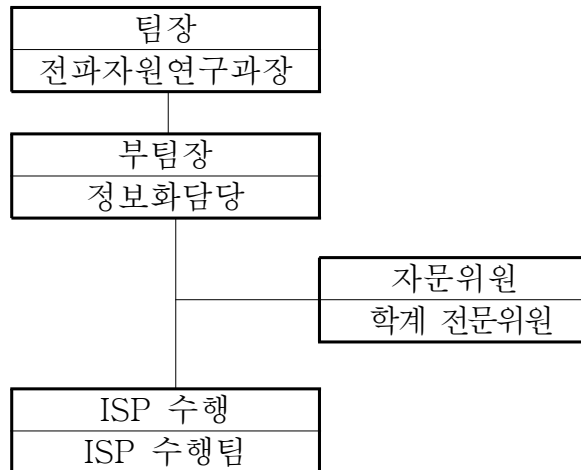 팀장
전파자원연구과장
부팀장
정보화담당
자문위원
학계 전문위원
ISP 수행
ISP 수행팀